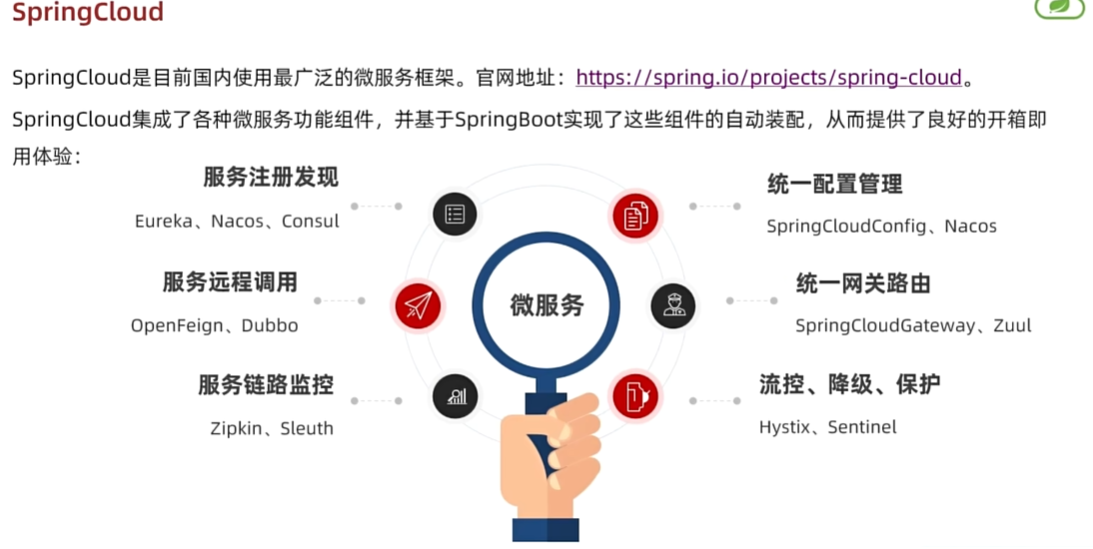 SpringCloud
SpringCloud是目前国内使用最广泛的微服务框架。官网地址：https://spring.io/projects/spring-cloud。
SpringCloud集成了各种微服务功能组件，并基于SpringBoot实现了这些组件的自动装配，从而提供了良好的开箱即
用体验：
服务注册发现
Eureka、Nacos、Consul
统一配置管理
SpringCloudConfig、Nacos
服务远程调用
OpenFeign、Dubbo
微服务
统一网关路由
SpringCloudGateway、Zuul
服务链路监控
Zipkin、Sleuth
流控、降级、保护
Hystix、Sentinel